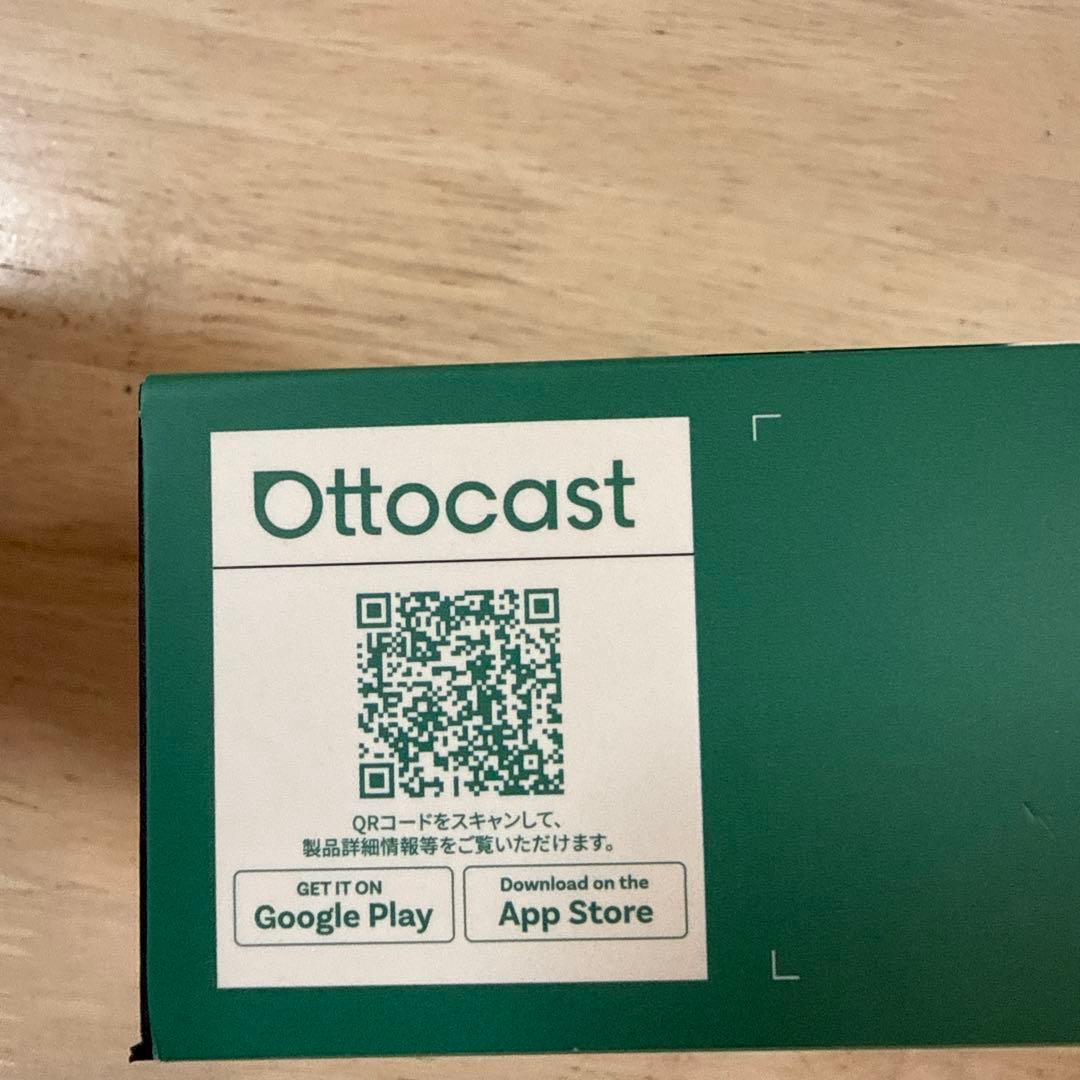 Ottocast
QRコードをスキャンして、
製品詳細情報等をご覧いただけます。
GET IT ON
Google Play
Download on the
App Store